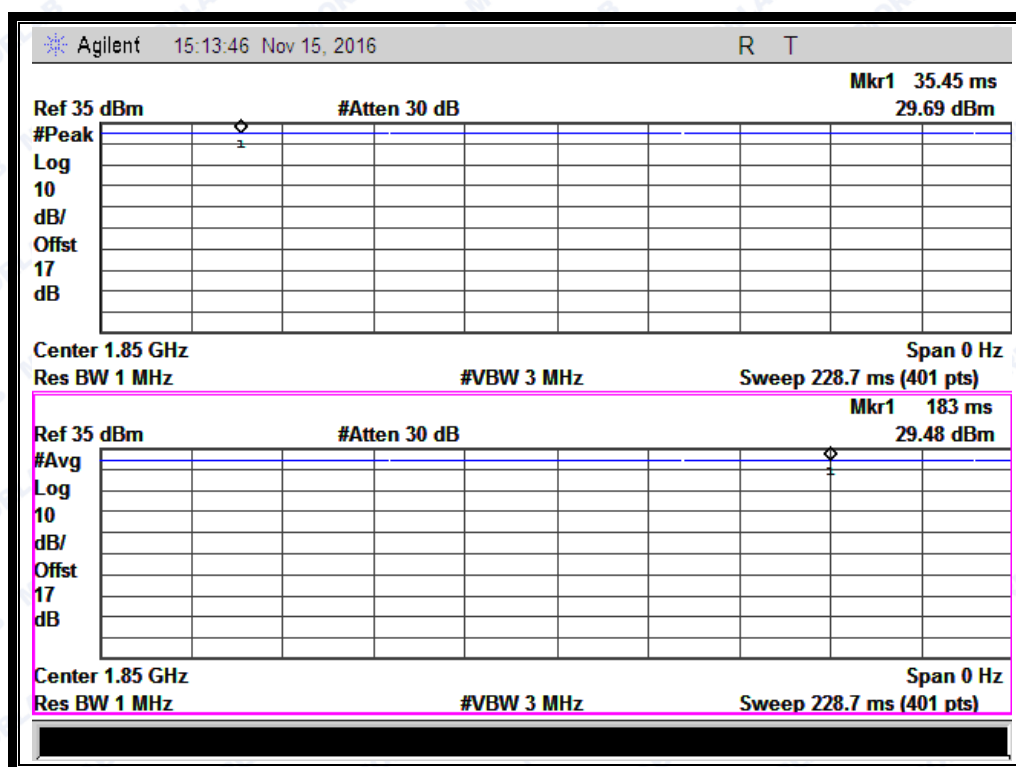 Agilent 15:13:46 Nov 15, 2016 R T
Mkr1 35.45 ms
Ref 35 dBm #Atten 30 dB 29.69 dBm
#Peak
1
Log
10
dB/
Offst
17
dB
Center 1.85 GHz Span 0 Hz
Res BW 1 MHz #VBW 3 MHz Sweep 228.7 ms (401 pts)
Mkr1 183 ms
Ref 35 dBm #Atten 30 dB 29.48 dBm
#Avg
1
Log
10
dB/
Offst
17
dB
Center 1.85 GHz Span 0 Hz
Res BW 1 MHz #VBW 3 MHz Sweep 228.7 ms (401 pts)